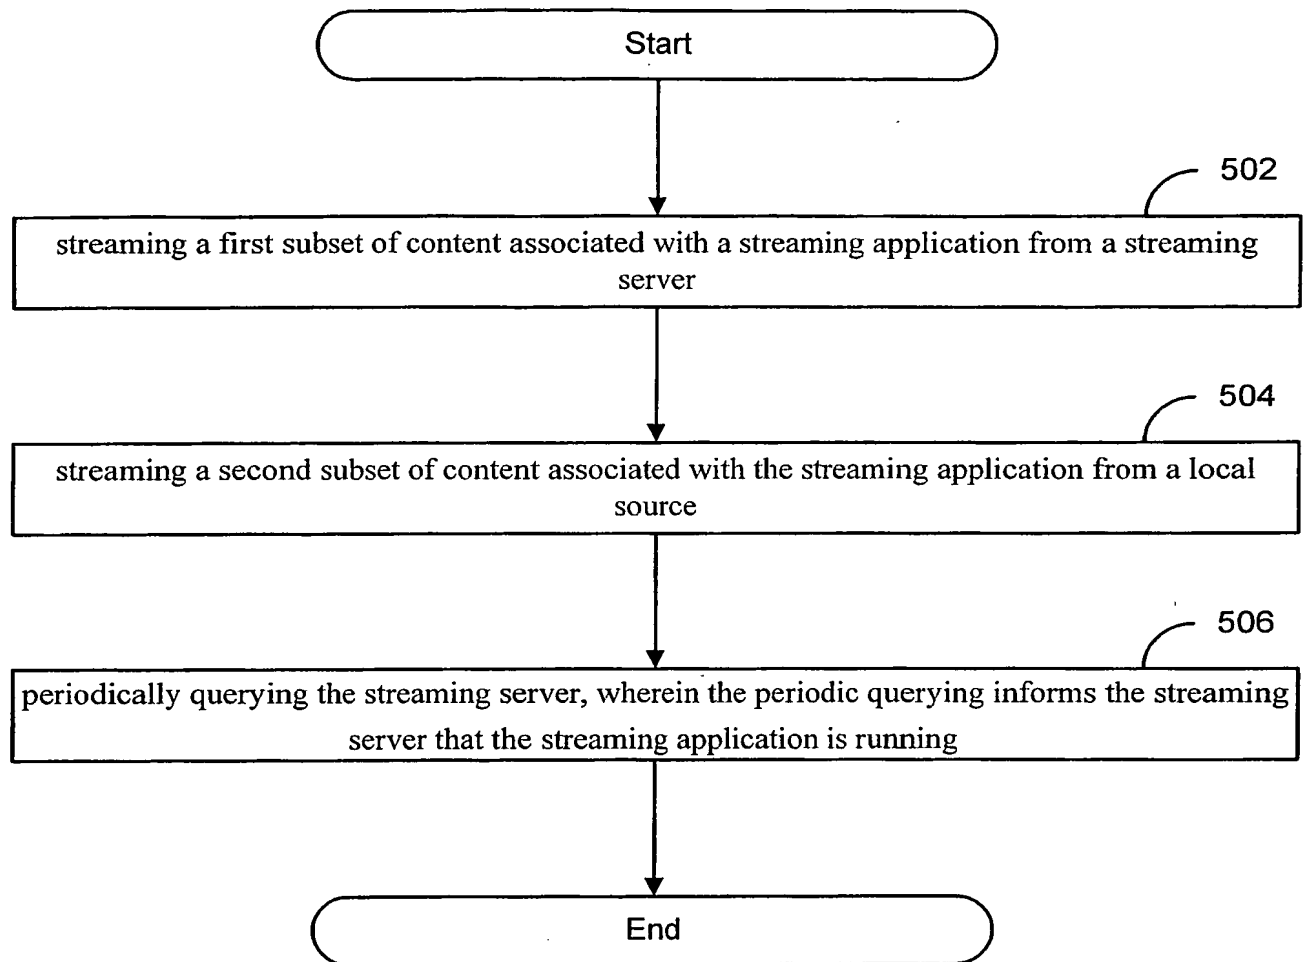 Start
502
streaming a first subset of content associated with a streaming application from a streaming
server
504
streaming a second subset of content associated with the streaming application from a local
source
506
periodically querying the streaming server, wherein the periodic querying informs the streaming
server that the streaming application is running
End